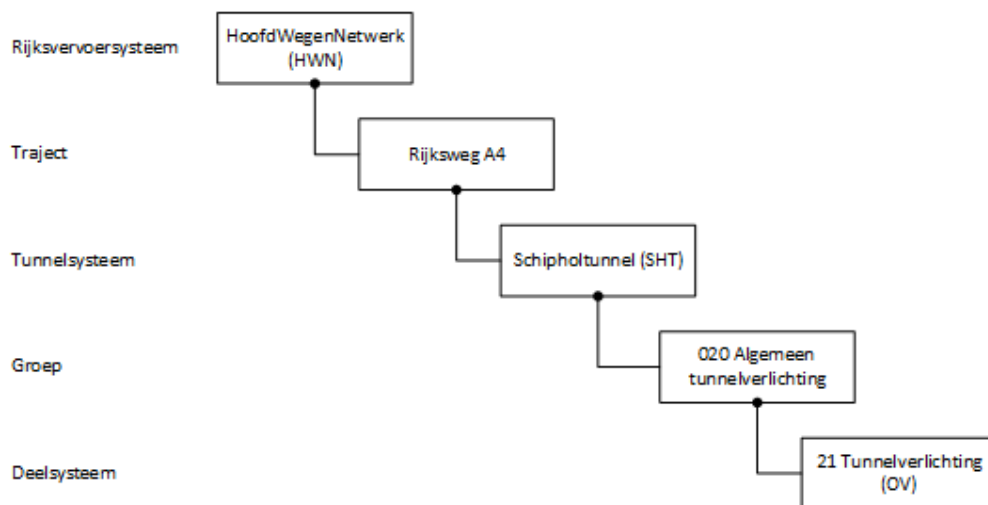 Rijksvervoersysteem
HoofdWegenNetwerk
(HWN)
Traject
Rijksweg A4
Tunnelsysteem
Schipholtunnel (SHT)
Groep
020 Algemeen
tunnelverlichting
Deelsysteem
21 Tunnelverlichting
(OV)